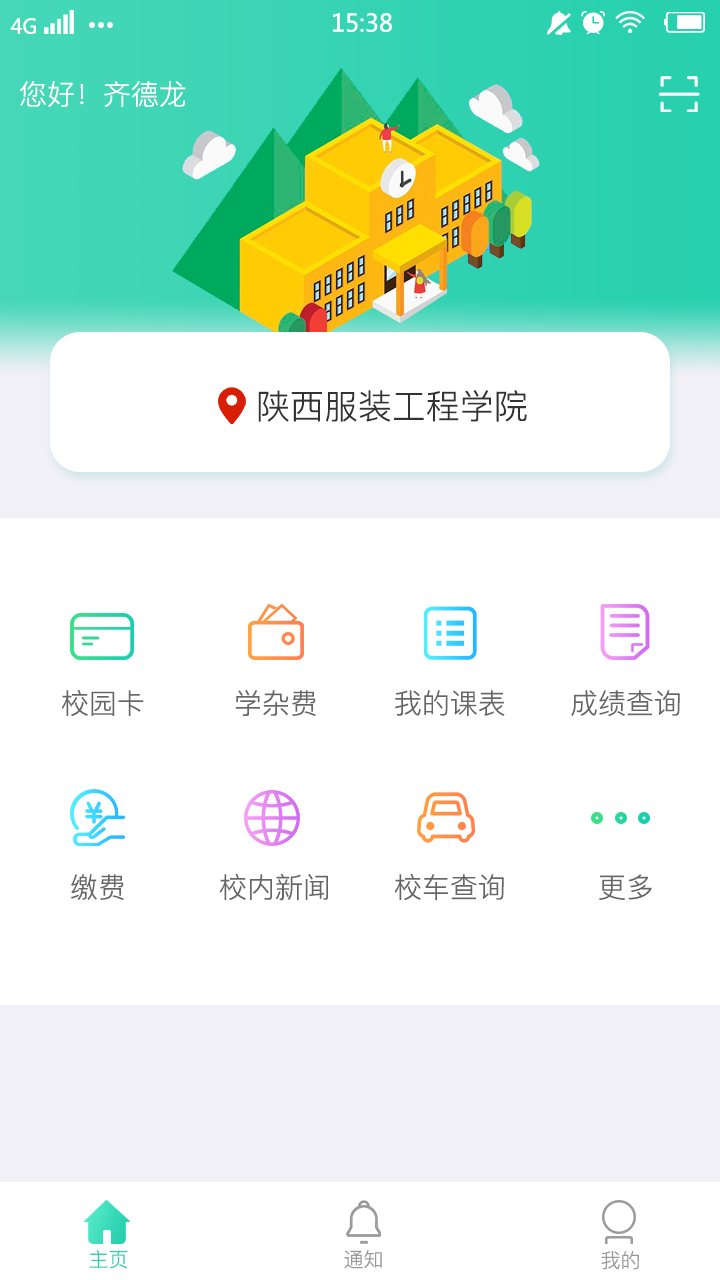 4G 15:38
您好！齐德龙
陕西服装工程学院
校园卡 学杂费 我的课表 成绩查询
缴费 校内新闻 校车查询 更多
主页 通知 我的